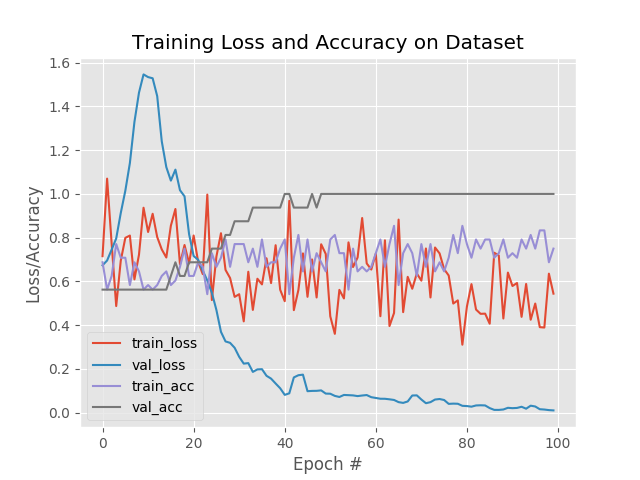 Training Loss and Accuracy on Dataset
1.6
1.4
1.2
1.0
0.8
0.6
0.4
0.2
0.0
Loss/Accuracy
train_loss
val_loss
train_acc
val_acc
0 20 40 60 80 100
Epoch #